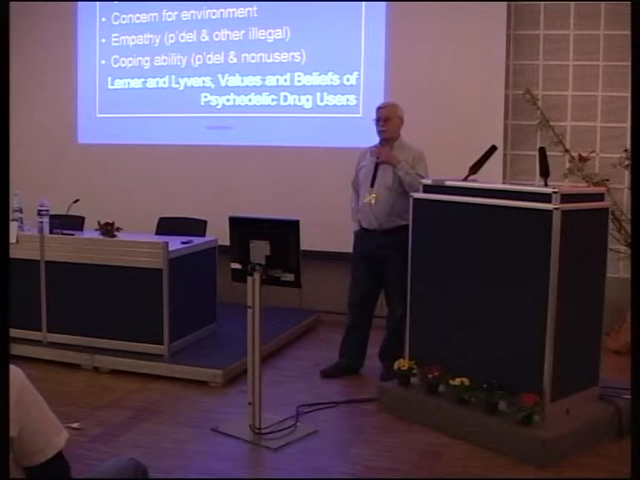 • Concern for environment
• Empathy (p'del & other illegal)
• Coping ability (p'del & nonusers)
Lerner and Lyvers, Values and Beliefs of
Psychedelic Drug Users